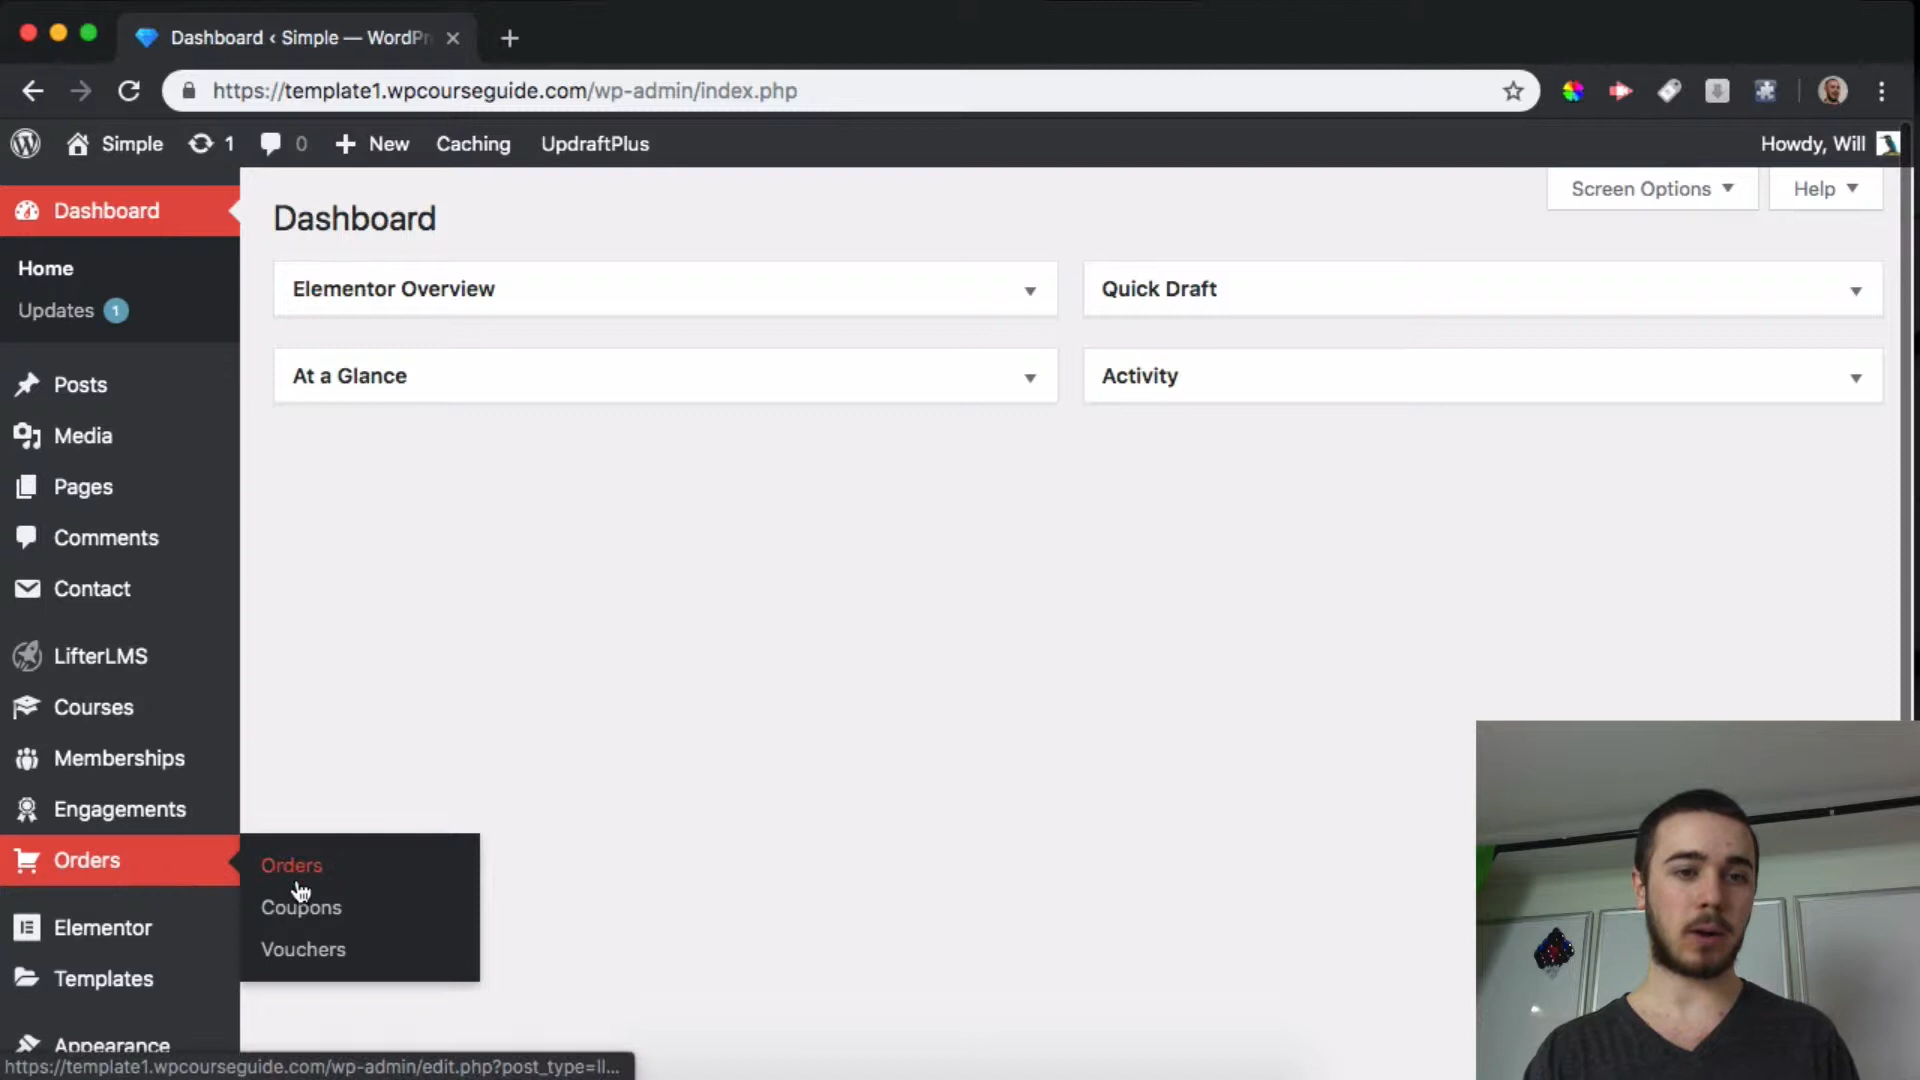 Dashboard ‹ Simple — WordPr
https://template1.wpcourseguide.com/wp-admin/index.php
Simple 1 0 New Caching UpdraftPlus Howdy, Will
Screen Options Help
Dashboard
Dashboard
Home
Updates 1
Elementor Overview
Quick Draft
At a Glance
Activity
Posts
Media
Pages
Comments
Contact
LifterLMS
Courses
Memberships
Engagements
Orders
Orders
Coupons
Vouchers
Elementor
Templates
Appearance
https://template1.wpcourseguide.com/wp-admin/edit.php?post_type=ll...